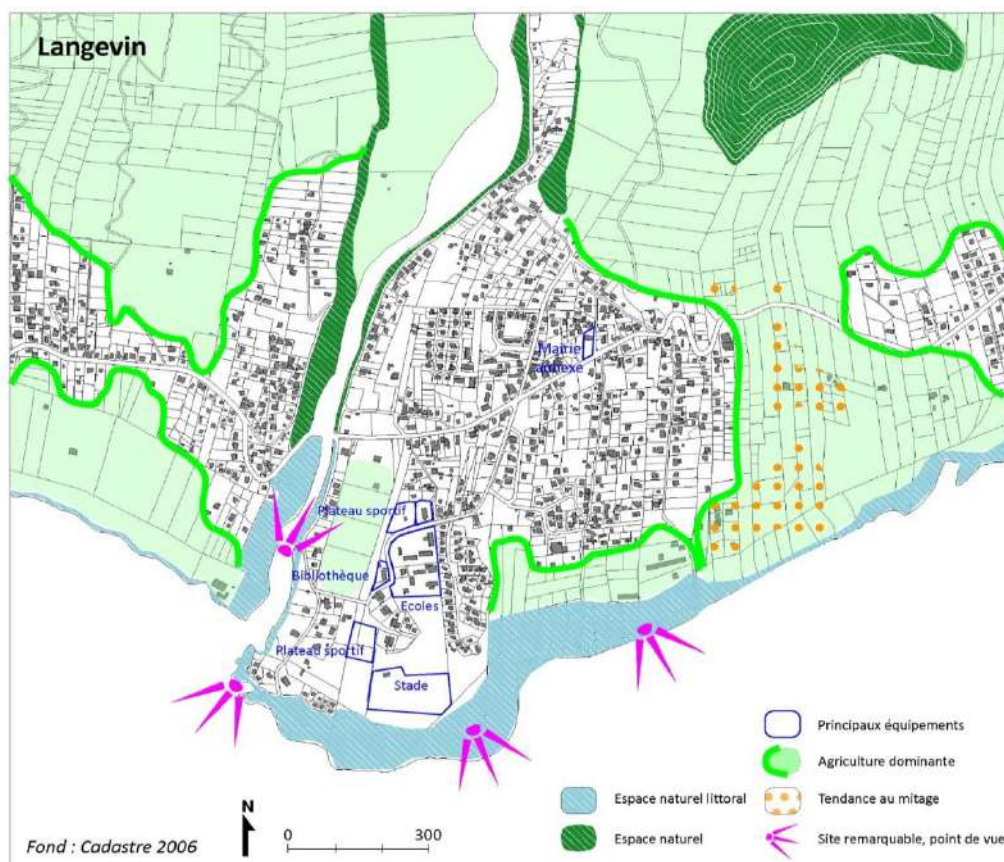 Langevin
Mairie
annexe
Plateau sportif
Bibliothèque
Ecoles
Plateau sportif
Stade
Principaux équipements
Agriculture dominante
Espace naturel littoral
Tendance au mitage
Espace naturel
Site remarquable, point de vue
N
0 300
Fond : Cadastre 2006